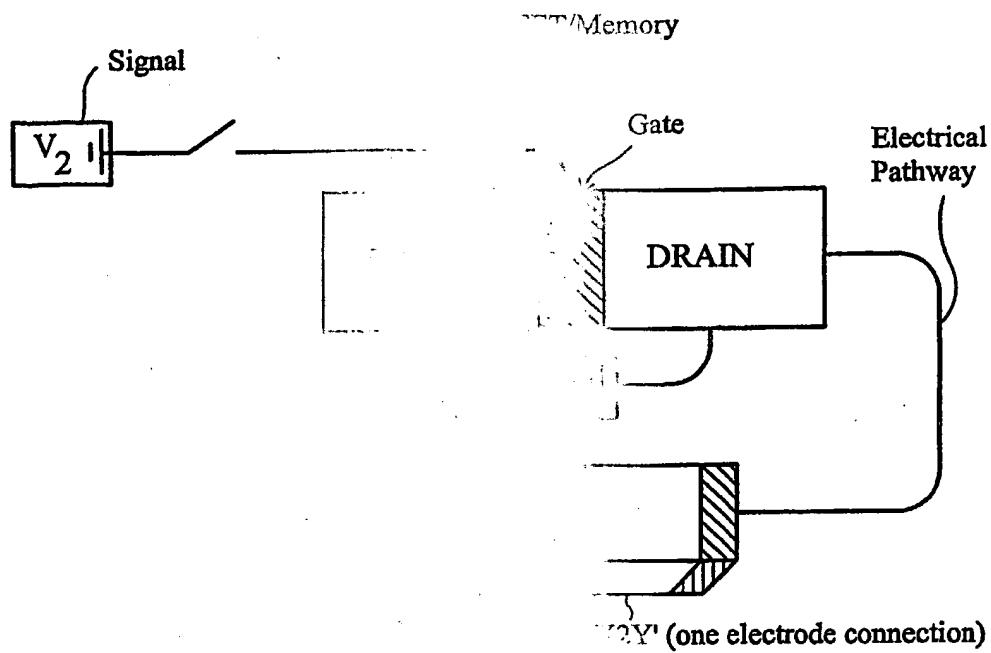 /Memory
Signal
V2
Gate
Electrical
Pathway
DRAIN
(one electrode connection)